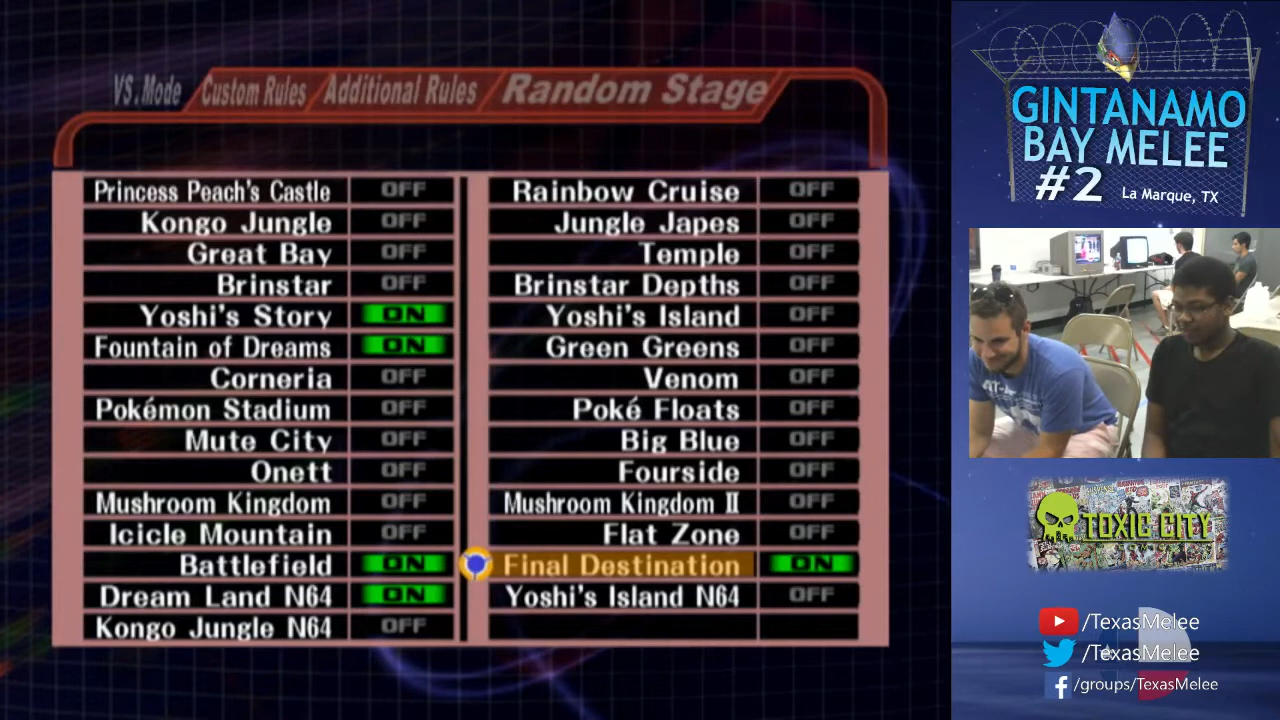 VS. Mode Custom Rules Additional Rules Random Stage
Princess Peach's Castle OFF Rainbow Cruise OFF
Kongo Jungle OFF Jungle Japes OFF
Great Bay OFF Temple OFF
Brinstar OFF Brinstar Depths OFF
Yoshi's Story ON Yoshi's Island OFF
Fountain of Dreams ON Green Greens OFF
Corneria OFF Venom OFF
Pokémon Stadium OFF Poké Floats OFF
Mute City OFF Big Blue OFF
Onett OFF Fourside OFF
Mushroom Kingdom OFF Mushroom Kingdom II OFF
Icicle Mountain OFF Flat Zone OFF
Battlefield ON Final Destination ON
Dream Land N64 ON Yoshi's Island N64 OFF
Kongo Jungle N64 OFF
GINTANAMO
BAY MELEE
#2 La Marque, TX
TOXIC CITY
/TexasMelee
/TexasMelee
/groups/TexasMelee